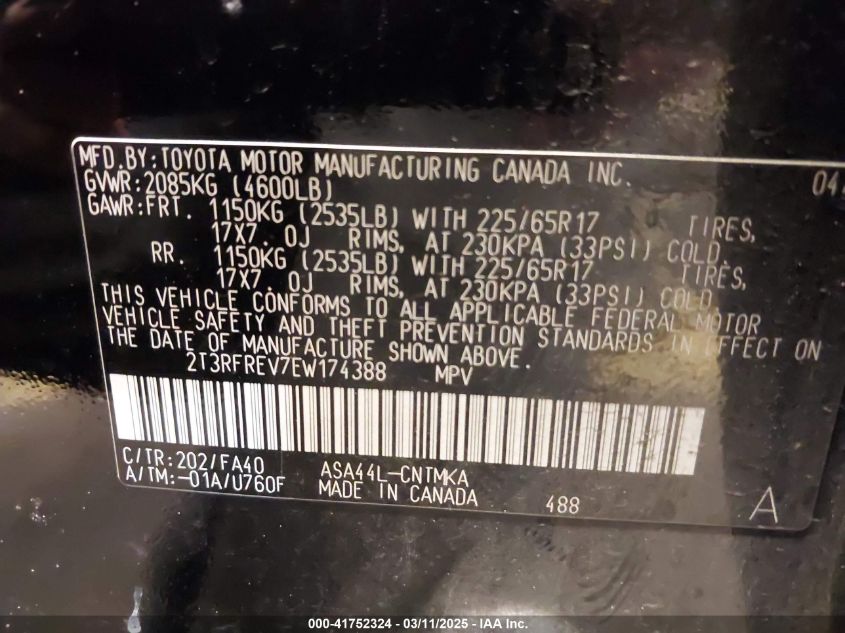 MFD.BY:TOYOTA MOTOR MANUFACTURING CANADA INC. 04
GVWR:2085KG (4600LB)
GAWR:FRT. 1150KG (2535LB) WITH 225/65R17 TIRES,
17X7.0J RIMS, AT 230KPA (33PSI) COLD.
RR. 1150KG (2535LB) WITH 225/65R17 TIRES,
17X7.0J RIMS, AT 230KPA (33PSI) COLD.
THIS VEHICLE CONFORMS TO ALL APPLICABLE FEDERAL MOTOR
VEHICLE SAFETY AND THEFT PREVENTION STANDARDS IN EFFECT ON
THE DATE OF MANUFACTURE SHOWN ABOVE.
2T3RFREV7EW174388 MPV
C/TR:202/FA40 ASA44L-CNTMKA
A/TM:-01A/U760F MADE IN CANADA 488 A
000-41752324 - 03/11/2025 - IAA Inc.